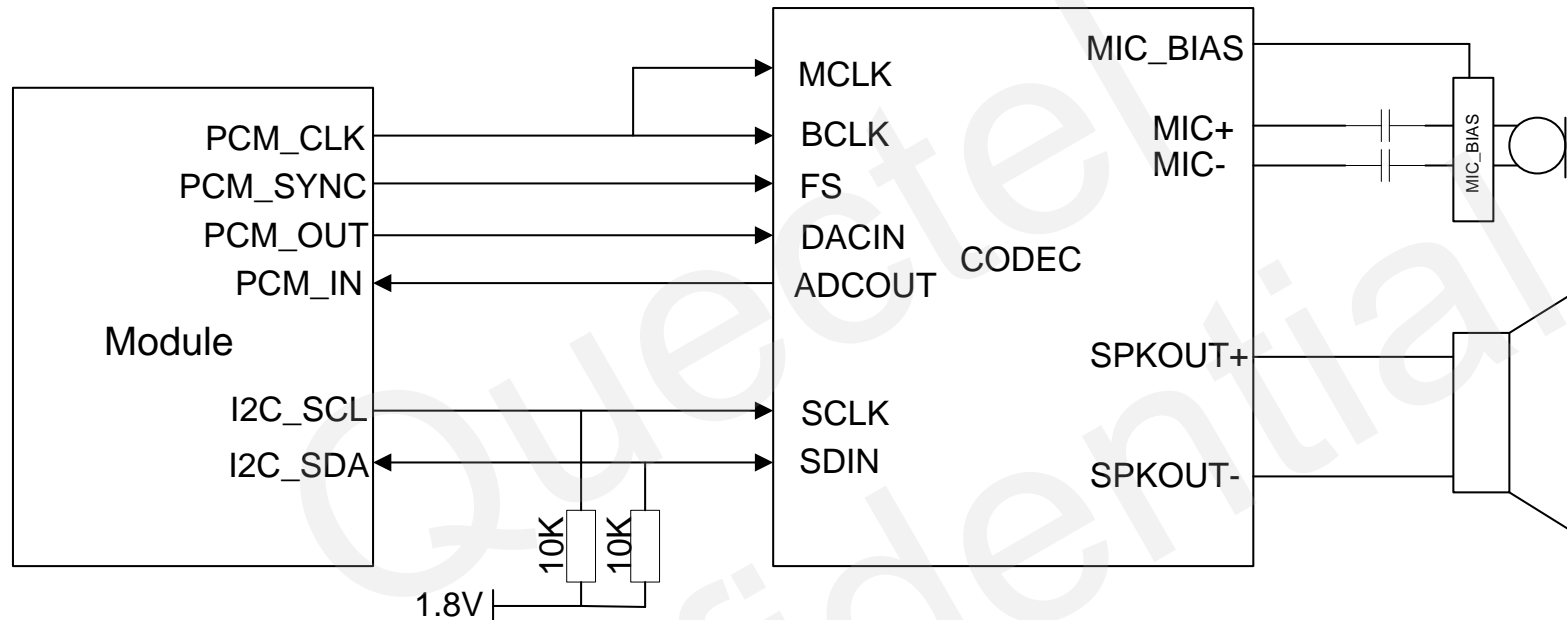 MIC_BIAS
MCLK
PCM_CLK
BCLK
MIC+
PCM_SYNC
FS
MIC-
MIC_BIAS
PCM_OUT
DACIN
CODEC
PCM_IN
ADCOUT
Module
SPKOUT+
I2C_SCL
SCLK
I2C_SDA
SDIN
SPKOUT-
10K
10K
1.8V
Quectel
fidential